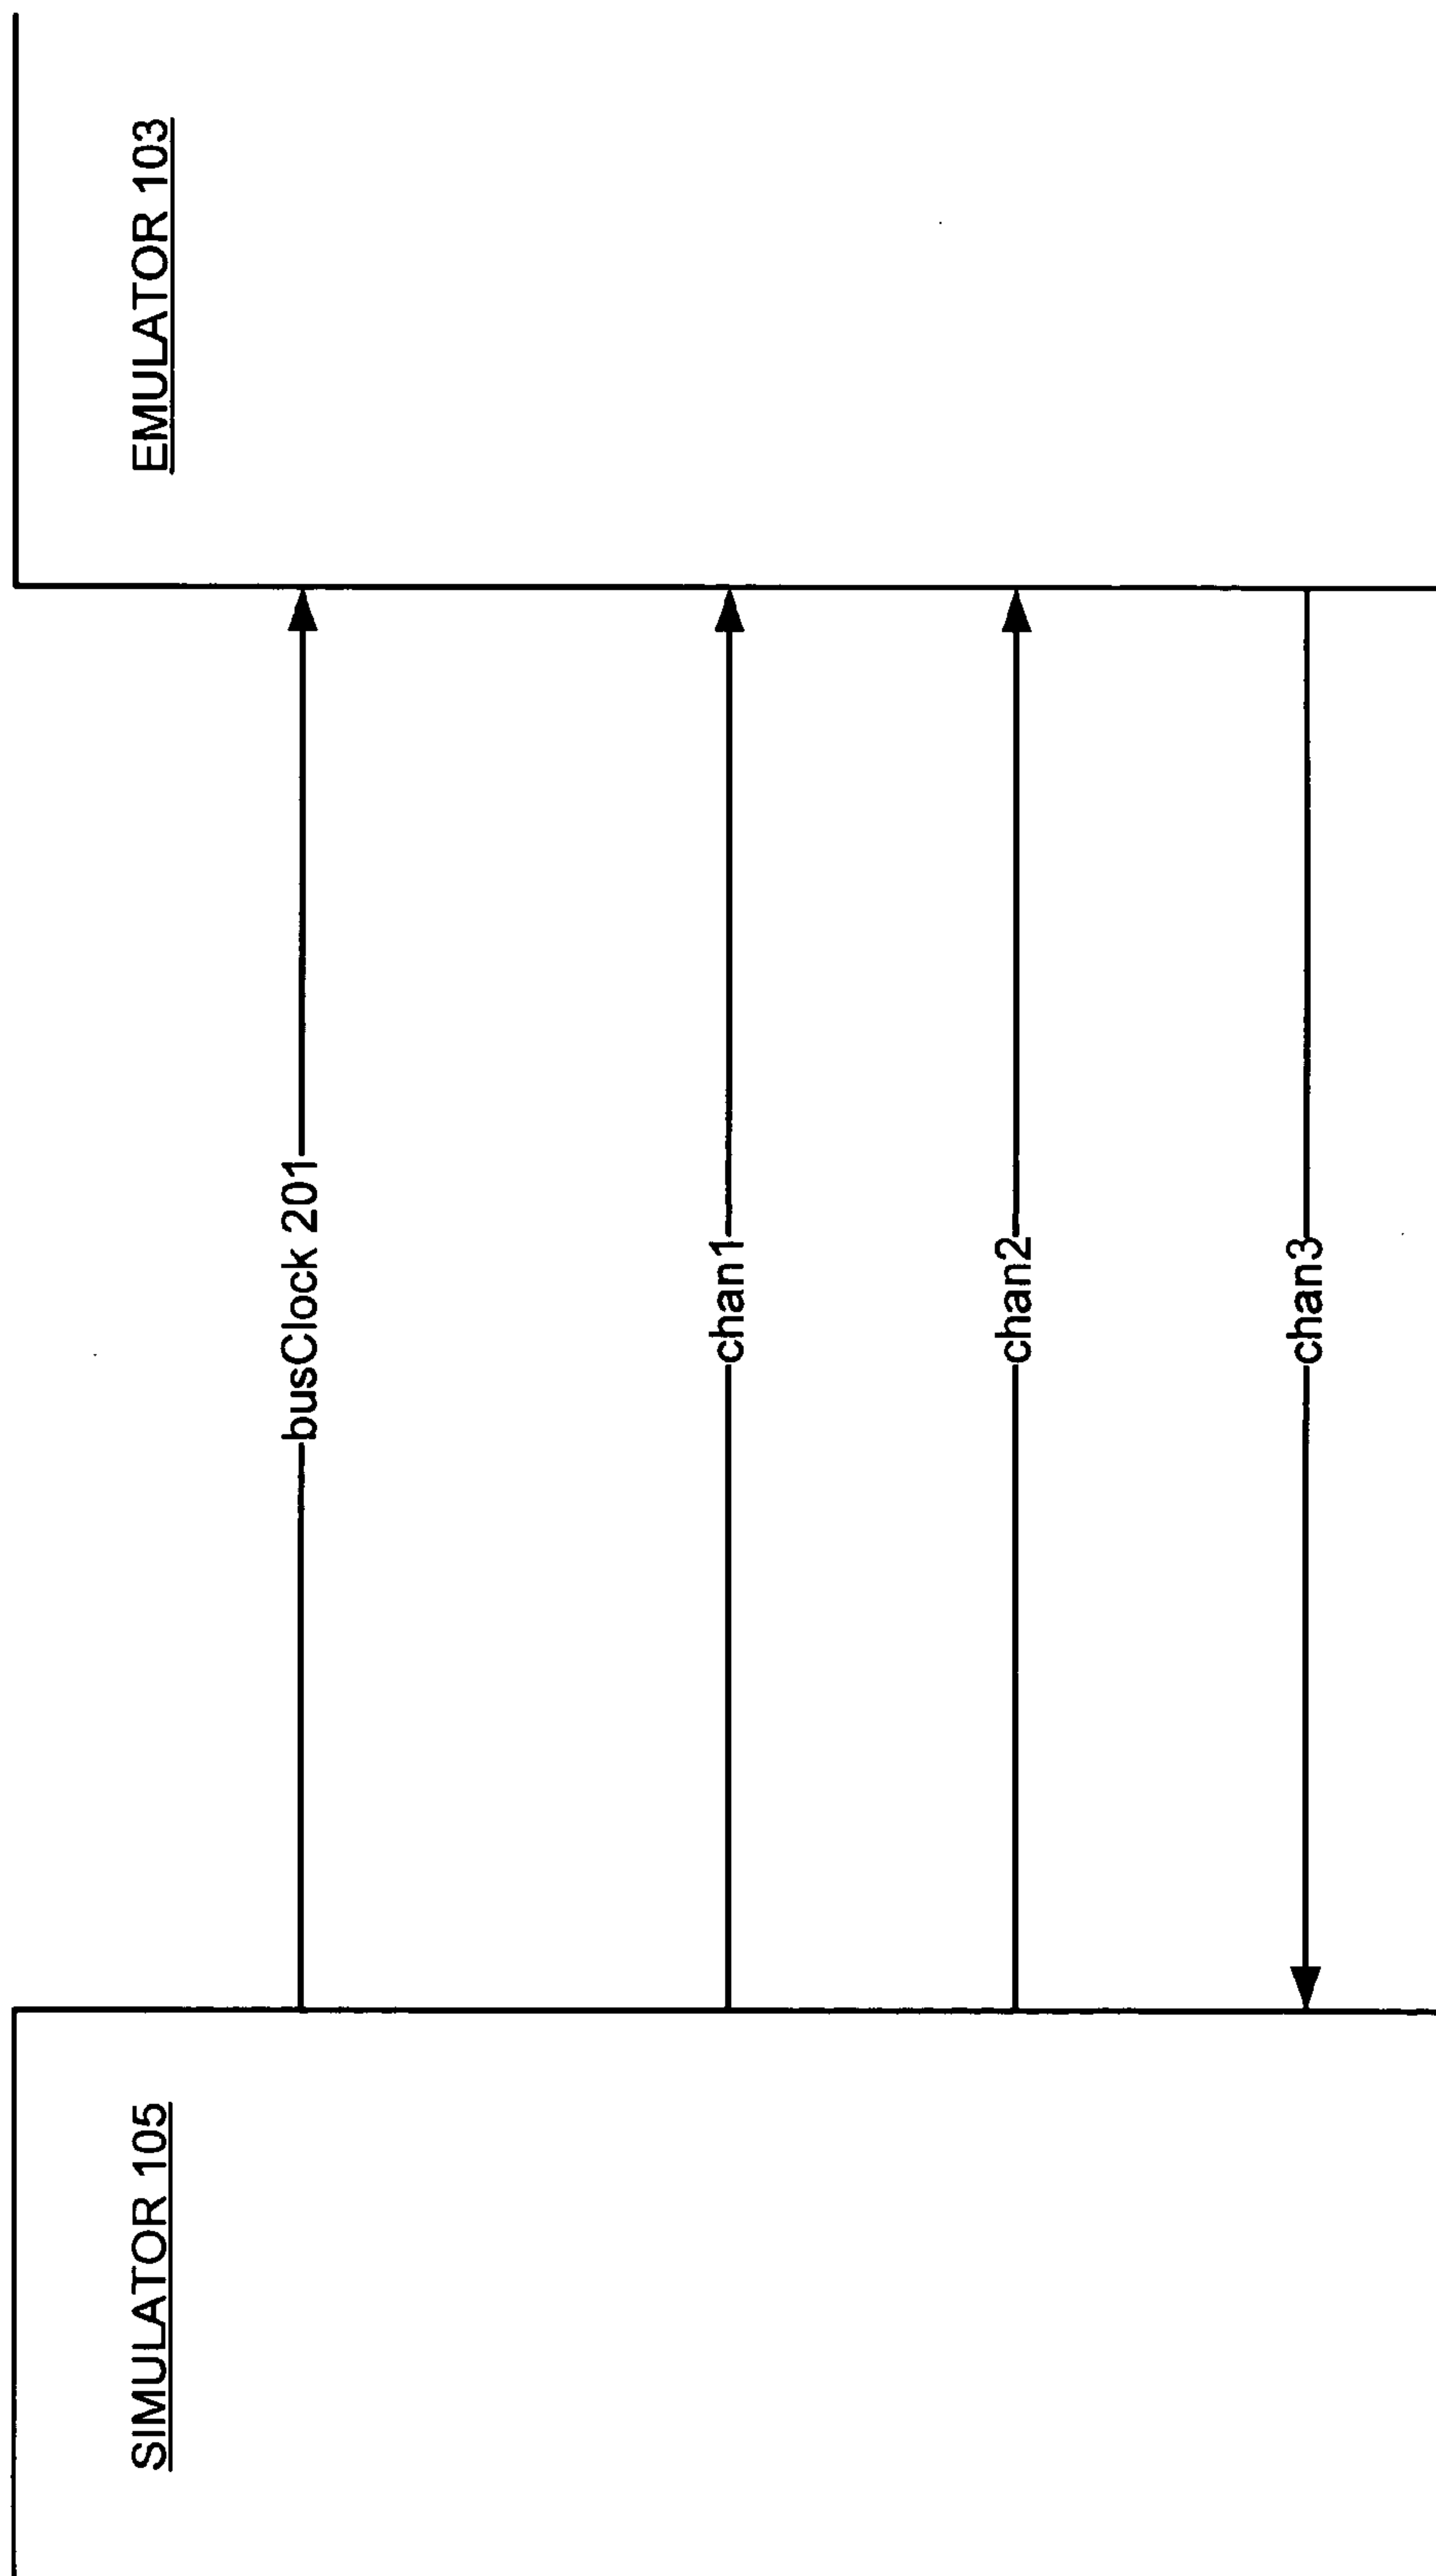 SIMULATOR 105
EMULATOR 103
busClock 201
chan1
chan2
chan3